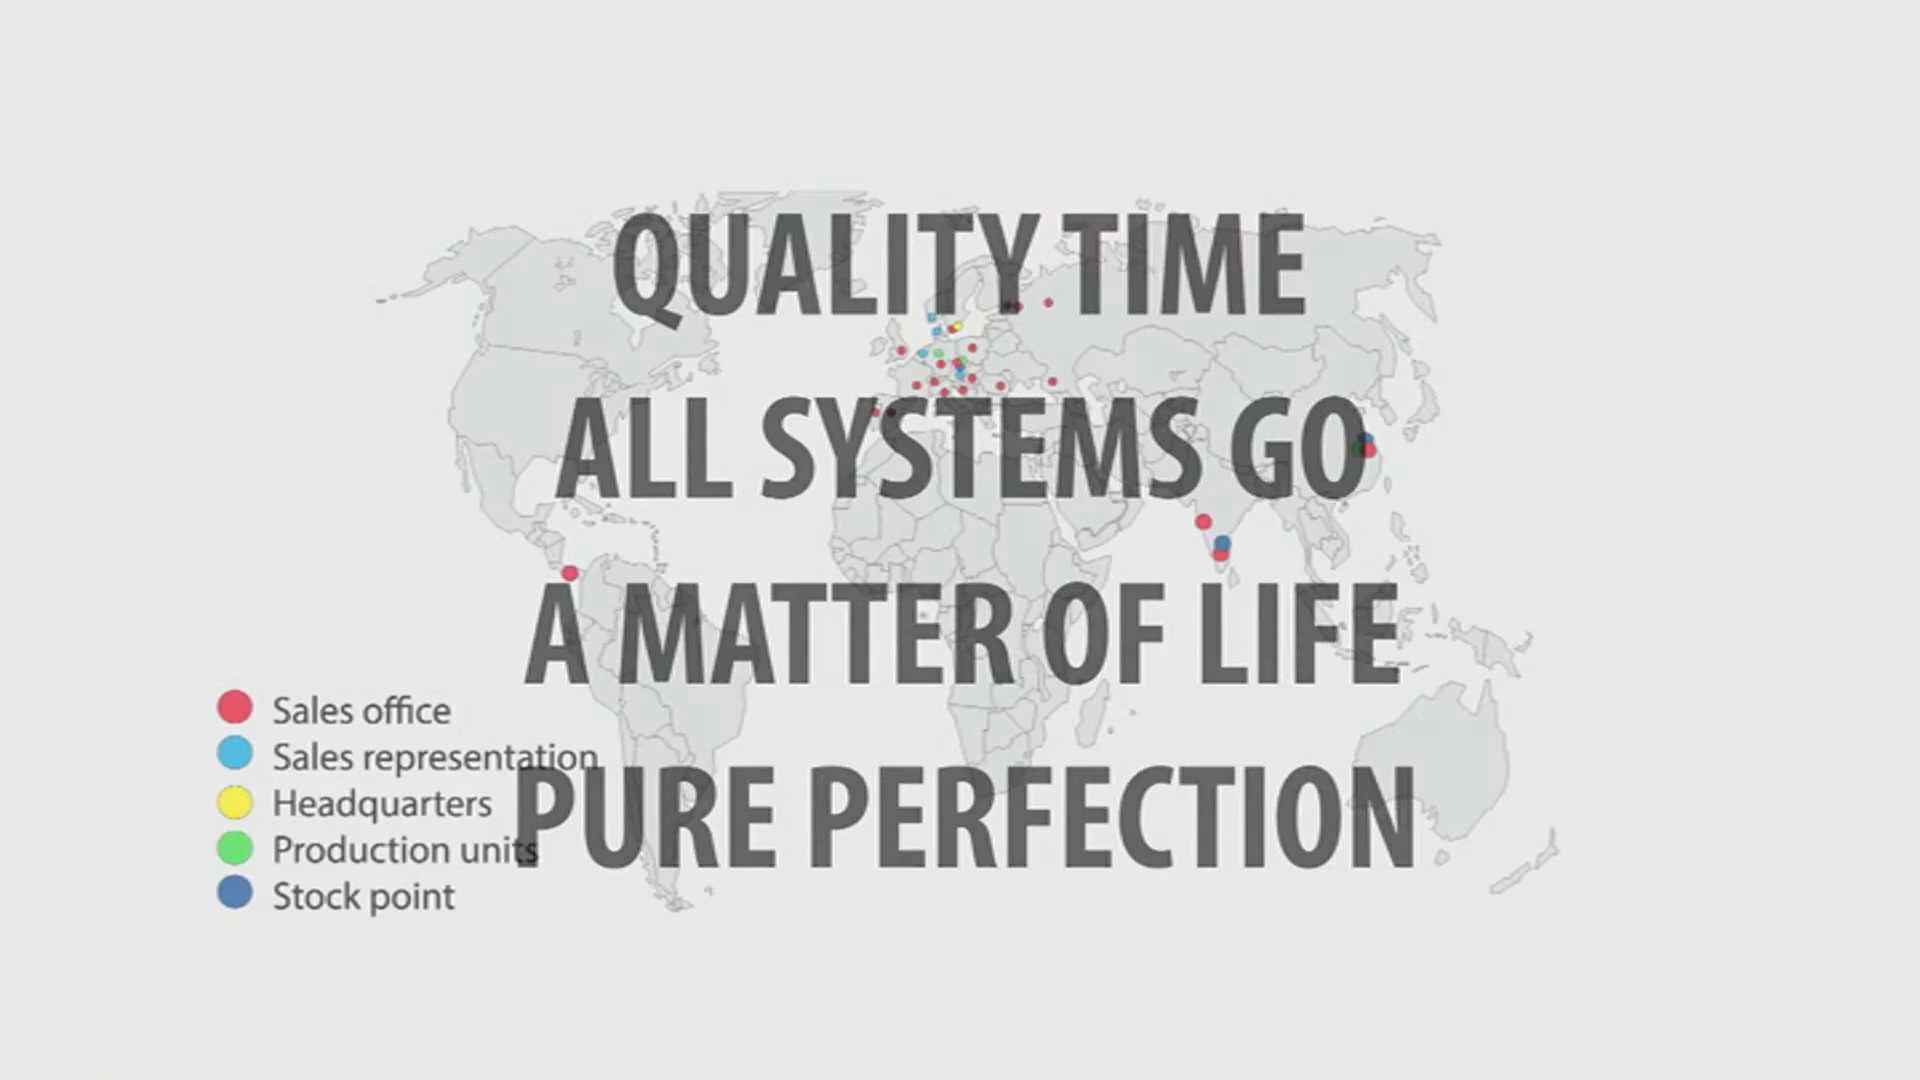 QUALITY TIME
ALL SYSTEMS GO
A MATTER OF LIFE
PURE PERFECTION
Sales office
Sales representation
Headquarters
Production units
Stock point